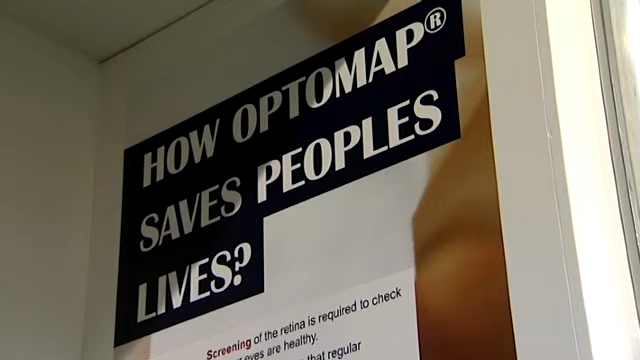 HOW OPTOMAP®
SAVES PEOPLES
LIVES?
Screening of the retina is required to check
eyes are healthy.
that regular